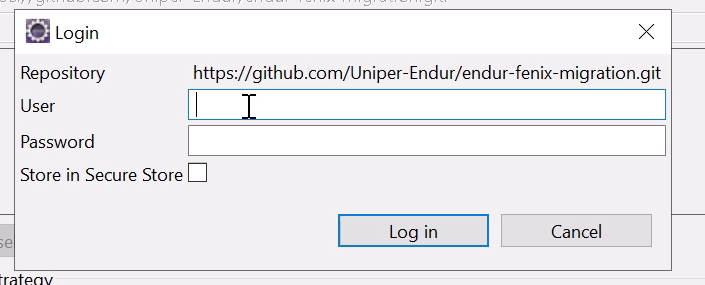 Login
Repository https://github.com/Uniper-Endur/endur-fenix-migration.git
User
Password
Store in Secure Store
Log in Cancel
trategy